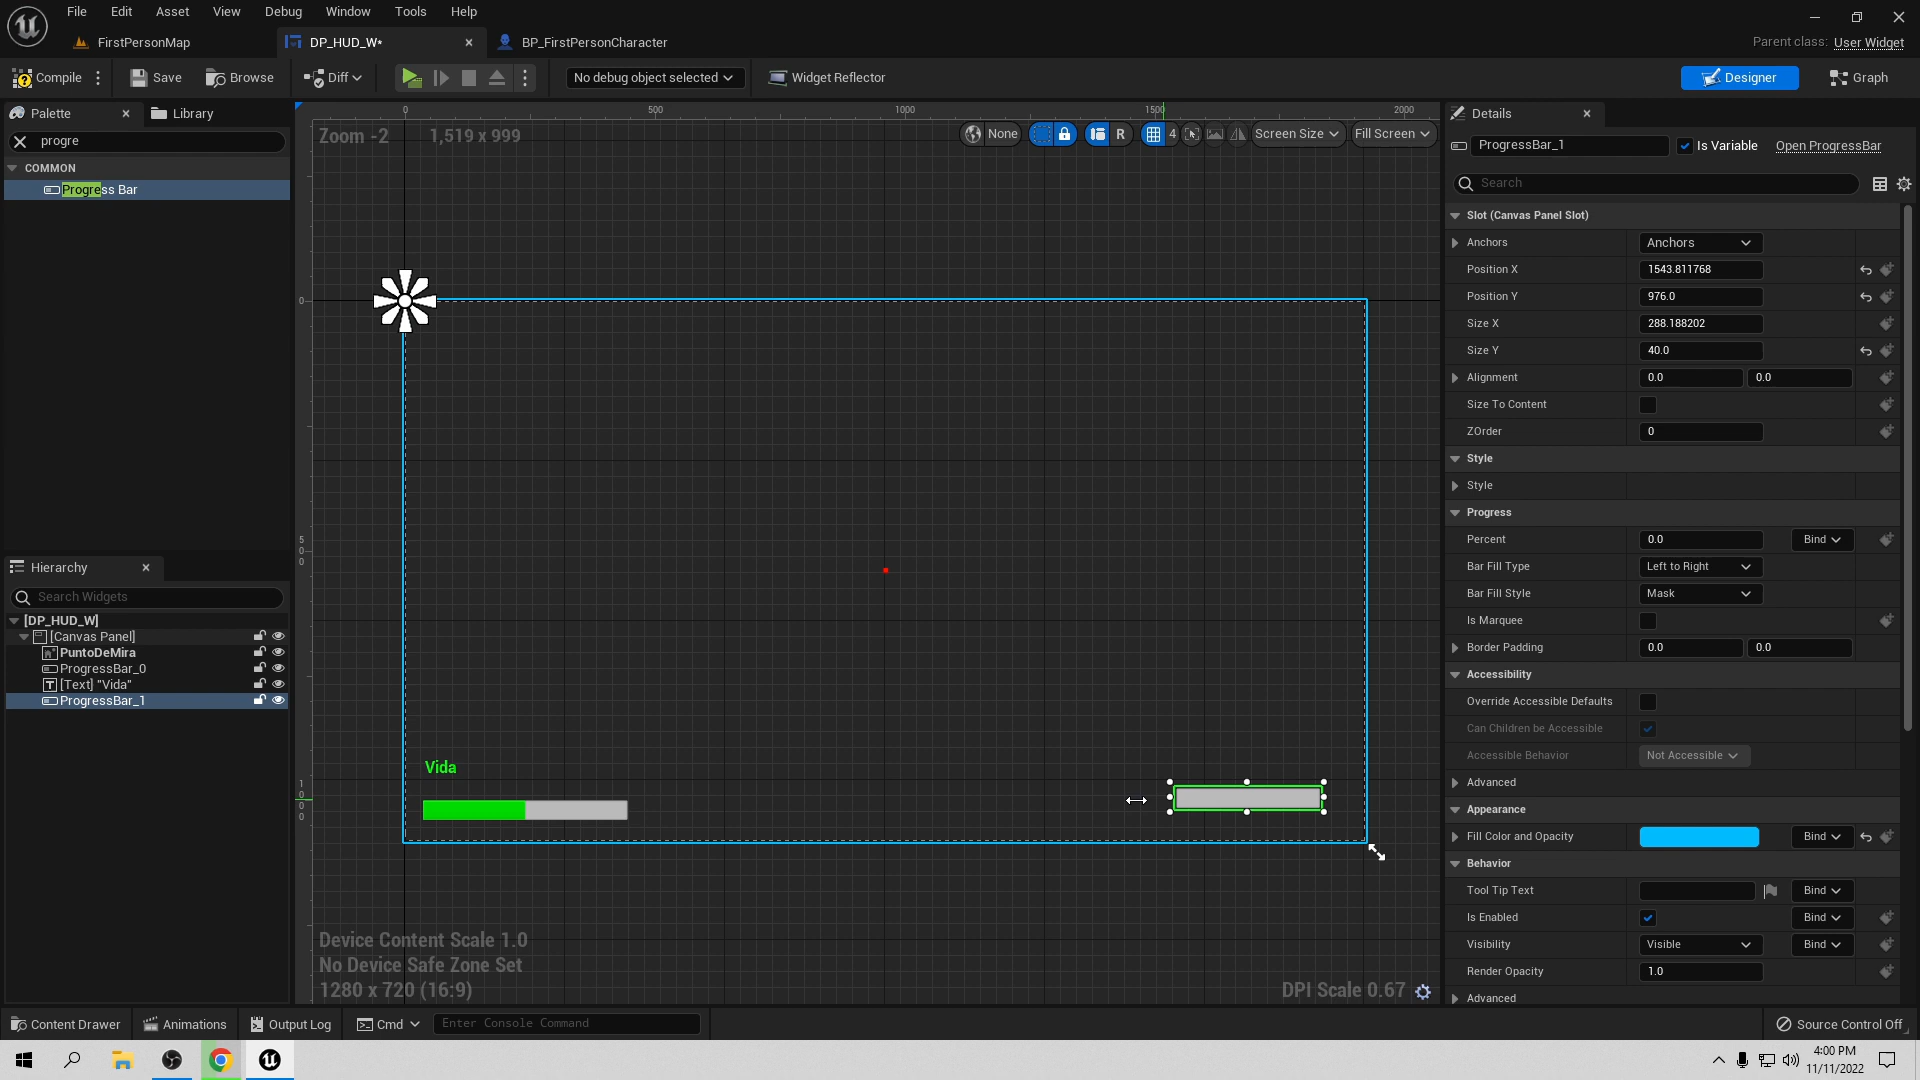 File Edit Asset View Debug Window Tools Help
FirstPersonMap
DP_HUD_W*
BP_FirstPersonCharacter
Parent class: User Widget
Compile
Save
Browse
Diff
No debug object selected
Widget Reflector
Designer
Graph
Palette
Library
progre
COMMON
Progress Bar
Hierarchy
Search Widgets
[DP_HUD_W]
[Canvas Panel]
PuntoDeMira
ProgressBar_0
[Text] "Vida"
ProgressBar_1
0 500 1000 1500 2000
Zoom -2
1,519 x 999
None
R
4
Screen Size
Fill Screen
0
500
1000
Vida
Device Content Scale 1.0
No Device Safe Zone Set
1280 x 720 (16:9)
DPI Scale 0.67
Details
ProgressBar_1
Is Variable
Open ProgressBar
Search
Slot (Canvas Panel Slot)
Anchors Anchors
Position X 1543.811768
Position Y 976.0
Size X 288.188202
Size Y 40.0
Alignment 0.0 0.0
Size To Content
ZOrder 0
Style
Style
Progress
Percent 0.0 Bind
Bar Fill Type Left to Right
Bar Fill Style Mask
Is Marquee
Border Padding 0.0 0.0
Accessibility
Override Accessible Defaults
Can Children be Accessible
Accessible Behavior Not Accessible
Advanced
Appearance
Fill Color and Opacity Bind
Behavior
Tool Tip Text Bind
Is Enabled Bind
Visibility Visible Bind
Render Opacity 1.0
Advanced
Content Drawer
Animations
Output Log
Cmd
Enter Console Command
Source Control Off
4:00 PM
11/11/2022